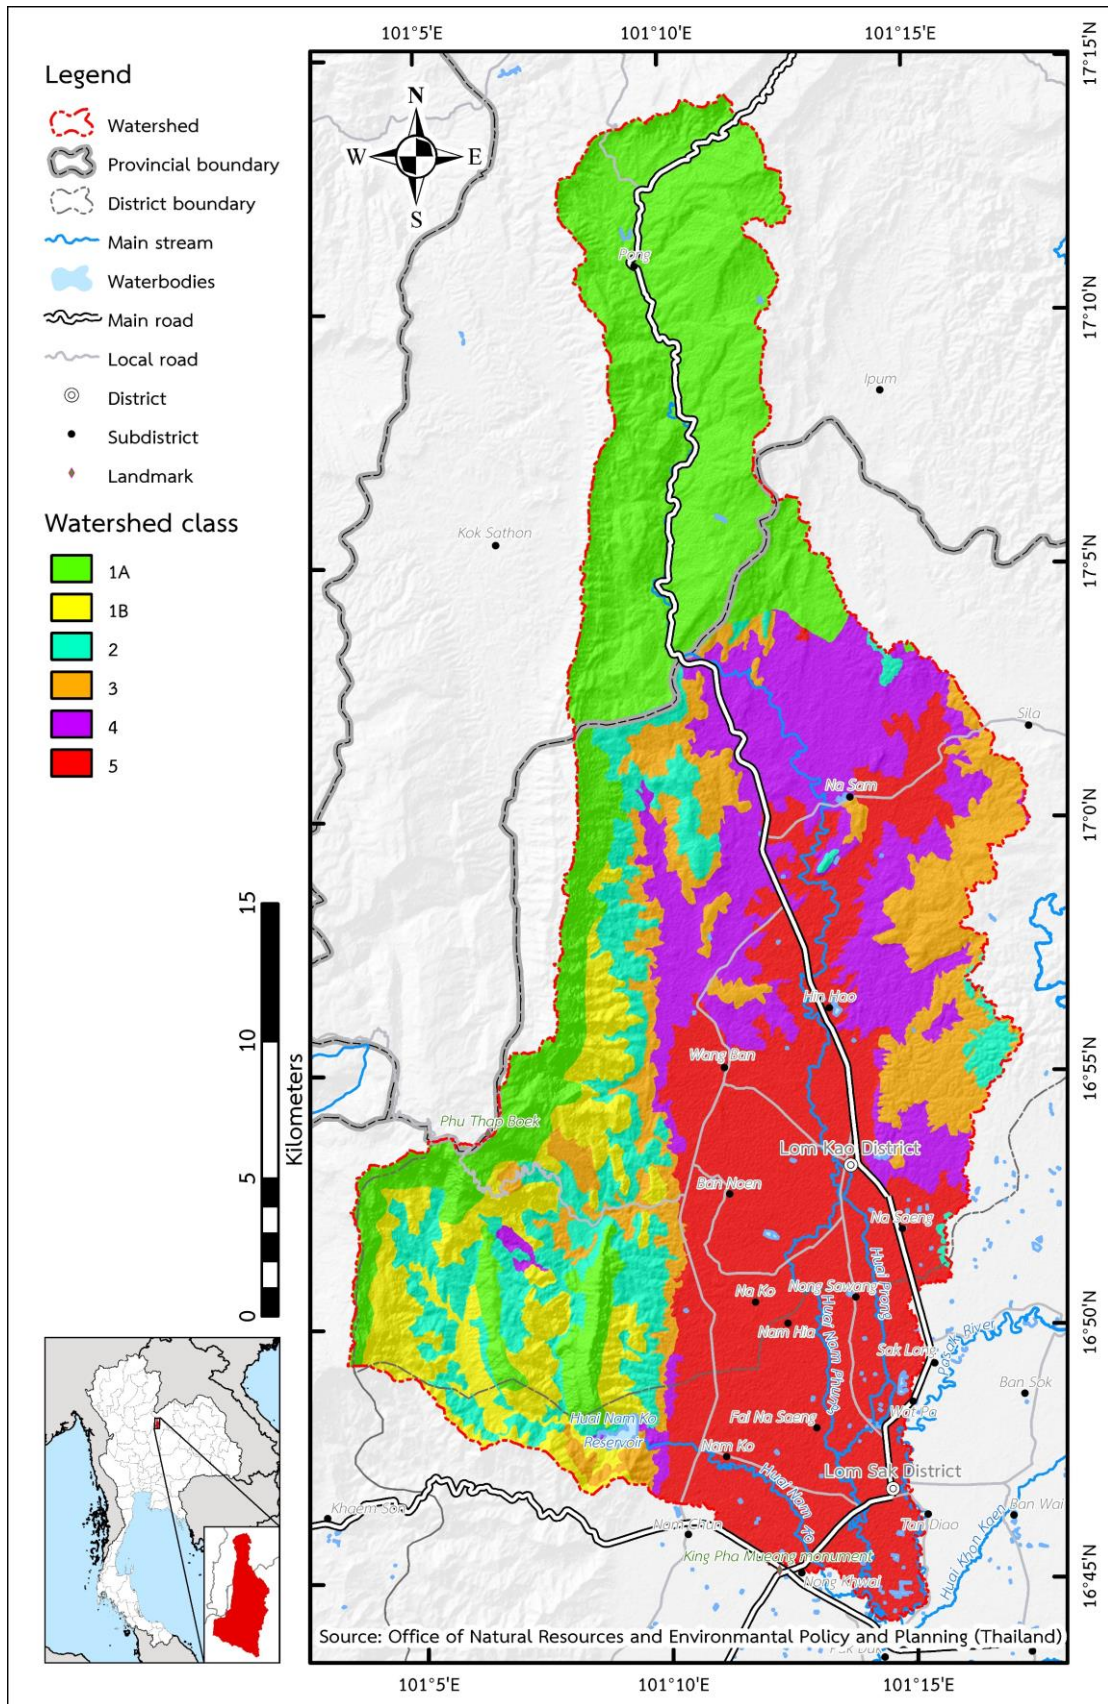 101°5'E 101°10'E 101°15'E
17°15'N
Legend
Watershed
Provincial boundary
District boundary
Main stream
Waterbodies
Main road
Local road
District
Subdistrict
Landmark
Watershed class
1A
1B
2
3
4
5
N
W E
S
Pong
17°10'N
Ipum
Kok Sathon
17°5'N
Sila
Na Sam
17°0'N
Hin Hao
Wang Ban
16°55'N
Phu Thap Boek
Lom Kao District
Ban Noen
Na Saeng
Huai Prong
Na Ko
Nong Sawang
Nam Hia
Huai Nam Phung
16°50'N
Pasak River
Sak Long
Ban Sok
Wat Pa
Huai Nam Ko
Reservoir
Fai Na Saeng
Nam Ko
Huai Nam Ko
Lom Sak District
Khaem Son
Nam Chun
Tan Diao
Ban Wai
Huai Khon Kaen
King Pha Mueang monument
Nong Khwai
16°45'N
Source: Office of Natural Resources and Environmantal Policy and Planning (Thailand)
15
10
5
0
Kilometers
101°5'E 101°10'E 101°15'E